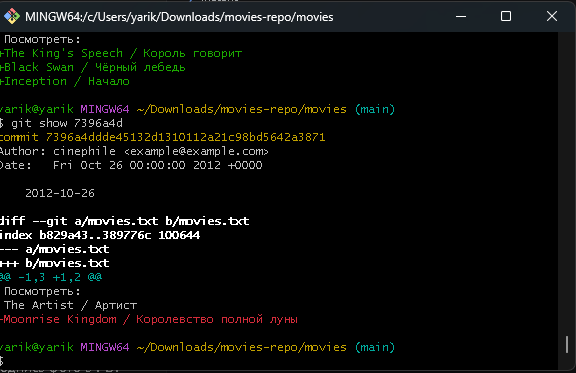 MINGW64:/c/Users/yarik/Downloads/movies-repo/movies
Посмотреть:
+The King's Speech / Король говорит
+Black Swan / Чёрный лебедь
+Inception / Начало
yarik@yarik MINGW64 ~/Downloads/movies-repo/movies (main)
$ git show 7396a4d
commit 7396a4ddde45132d1310112a21c98bd5642a3871
Author: cinephile <cinephile@example.com>
Date:   Fri Oct 26 00:00:00 2012 +0000
2012-10-26
diff --git a/movies.txt b/movies.txt
index b829a43..389776c 100644
--- a/movies.txt
+++ b/movies.txt
@@ -1,3 +1,2 @@
Посмотреть:
The Artist / Артист
-Moonrise Kingdom / Королевство полной луны
yarik@yarik MINGW64 ~/Downloads/movies-repo/movies (main)
$